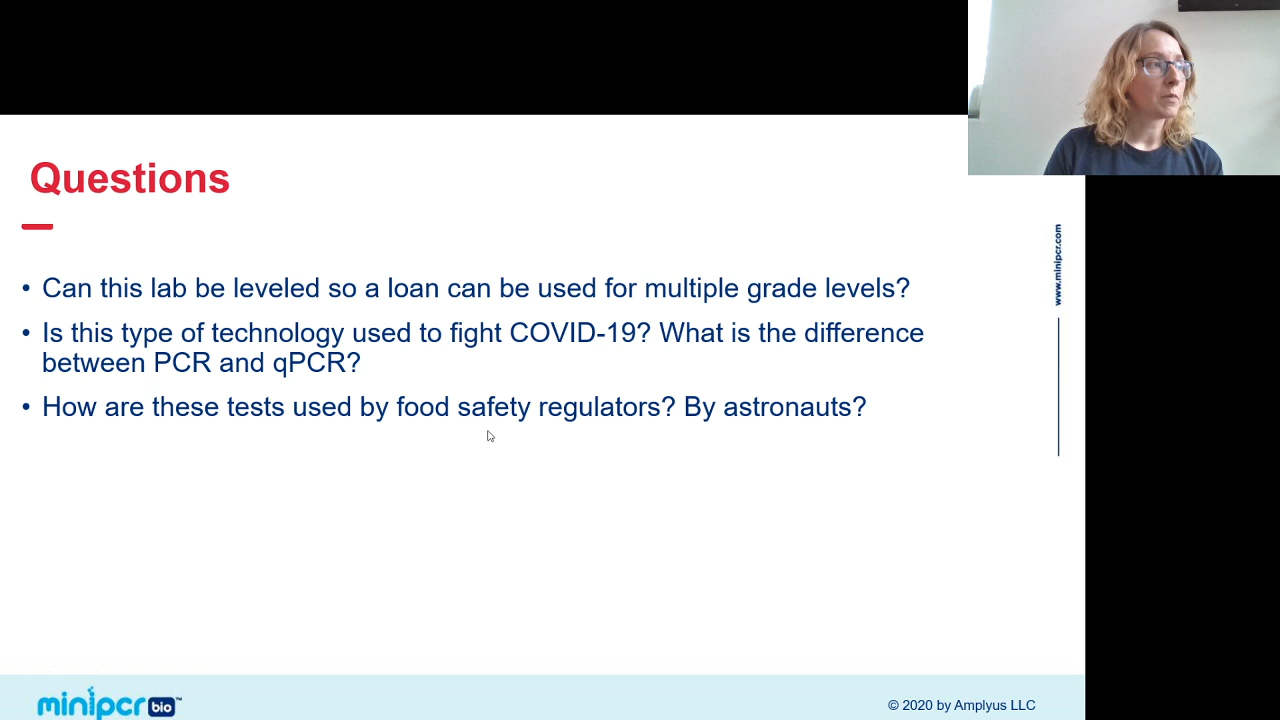 Questions
• Can this lab be leveled so a loan can be used for multiple grade levels?
• Is this type of technology used to fight COVID-19? What is the difference
between PCR and qPCR?
• How are these tests used by food safety regulators? By astronauts?
www.minipcr.com
minipcr bio™
© 2020 by Amplyus LLC